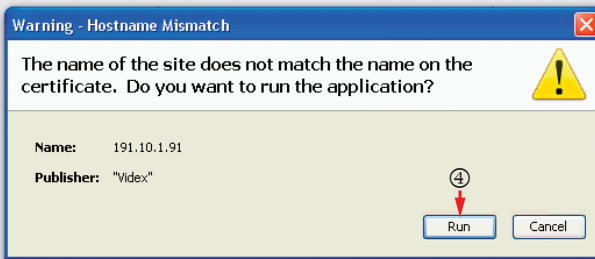 Warning - Hostname Mismatch
The name of the site does not match the name on the
certificate. Do you want to run the application?
Name: 191.10.1.91
Publisher: "Videx"
④
Run Cancel